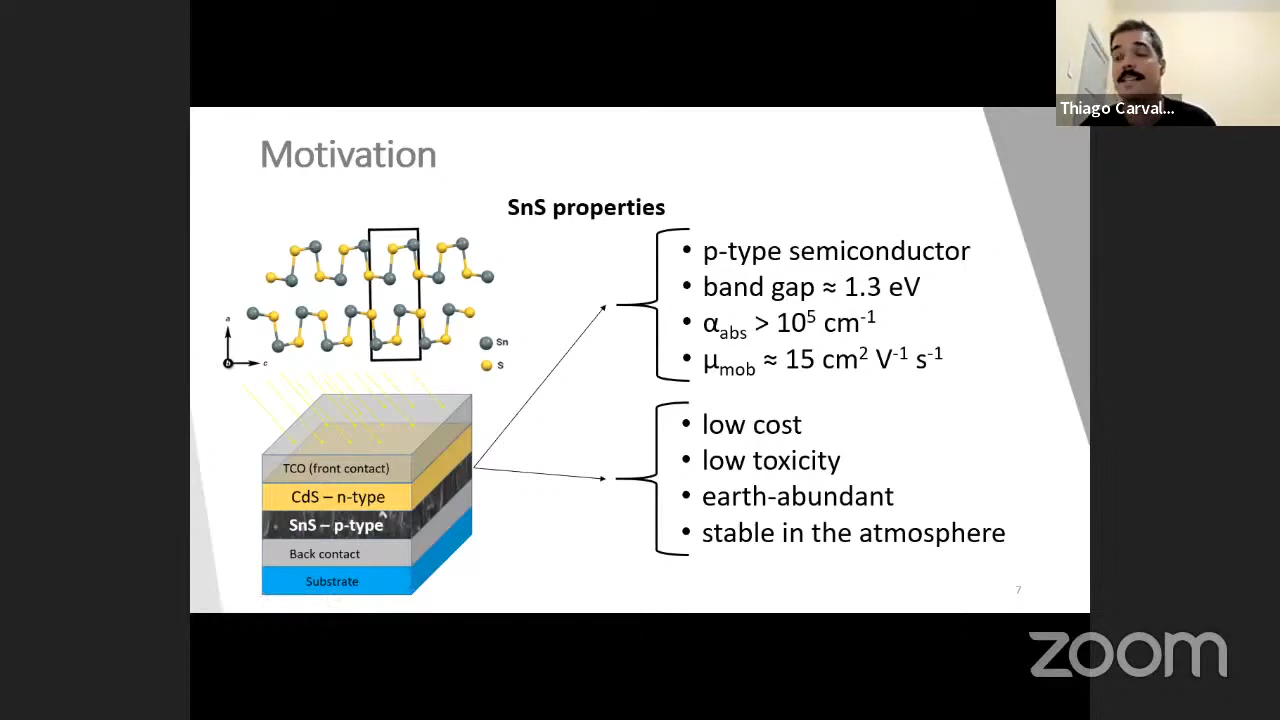 Thiago Carval...
Motivation
SnS properties
• p-type semiconductor
• band gap ≈ 1.3 eV
• αabs > 10⁵ cm⁻¹
• μmob ≈ 15 cm² V⁻¹ s⁻¹
a
b
c
Sn
S
• low cost
• low toxicity
• earth-abundant
• stable in the atmosphere
TCO (front contact)
CdS – n-type
SnS – p-type
Back contact
Substrate
7
zoom